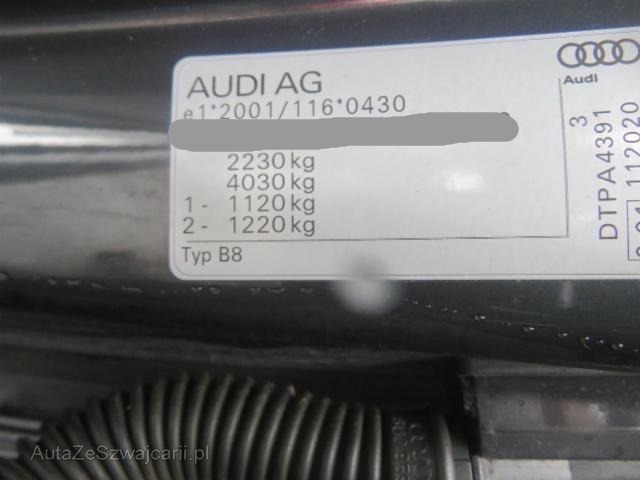 AUDI AG
e1*2001/116*0430
2230 kg
4030 kg
1 - 1120 kg
2 - 1220 kg
Typ B8
Audi
3
DTPA4391
112020
AutaZeSzwajcarii.pl